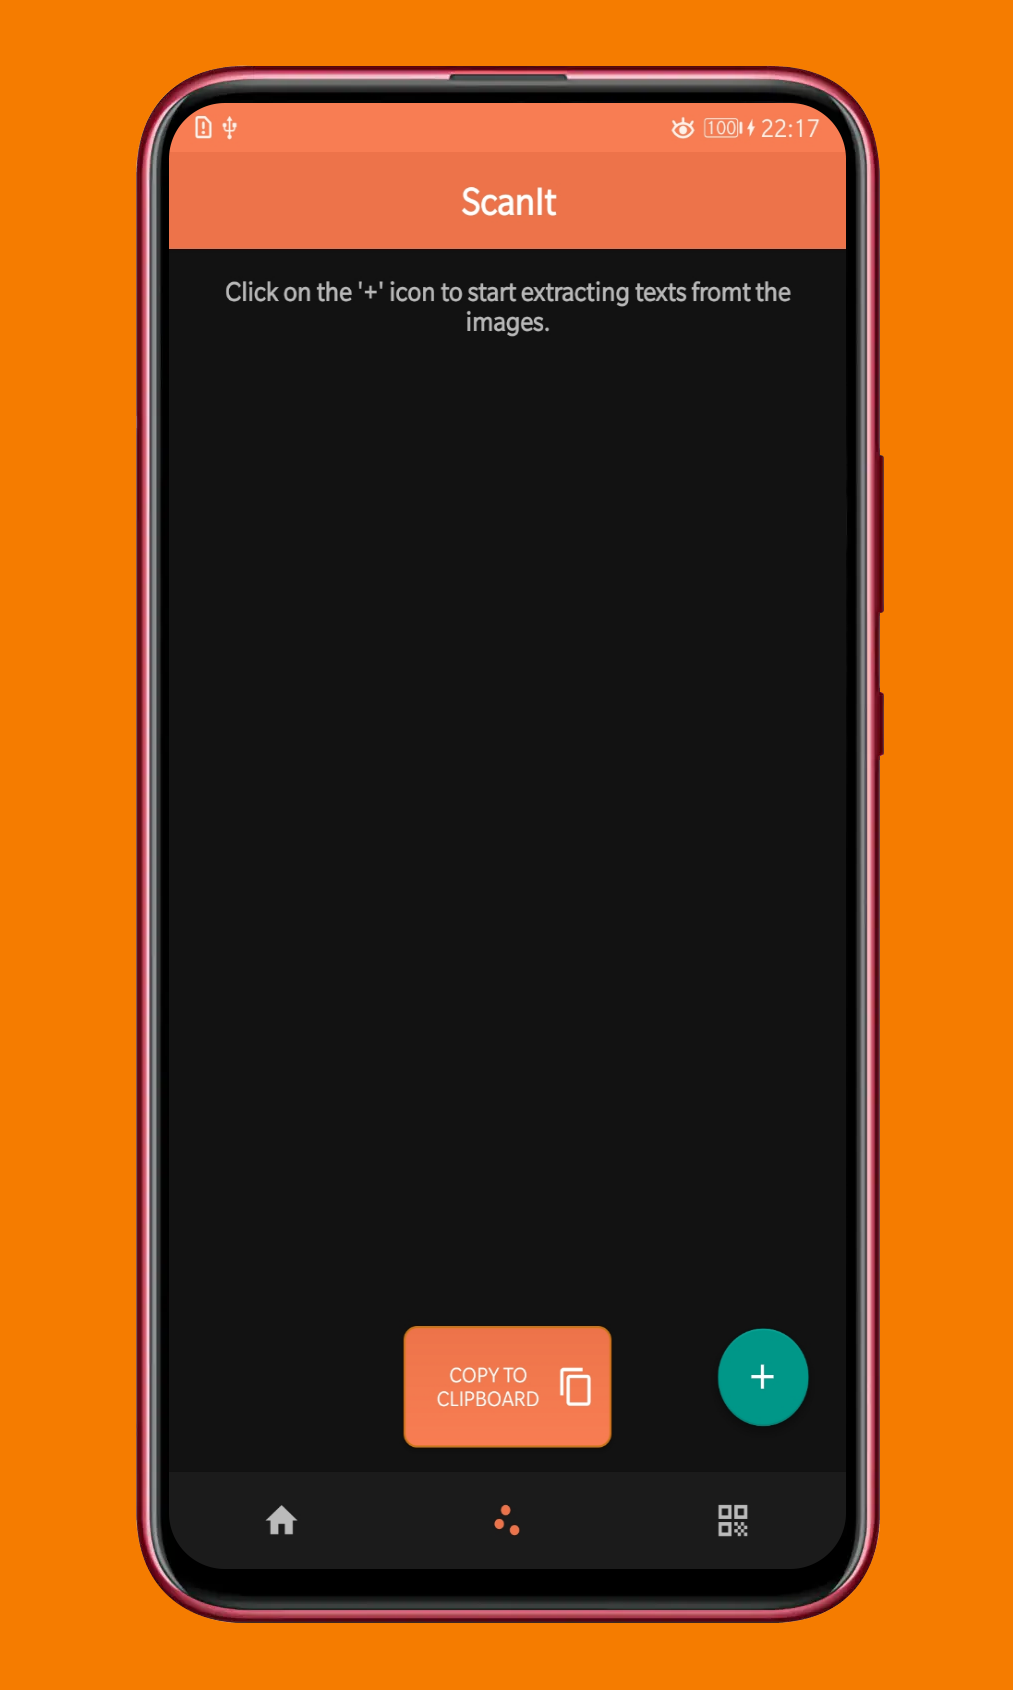 100 22:17
ScanIt
Click on the '+' icon to start extracting texts fromt the
images.
COPY TO
CLIPBOARD